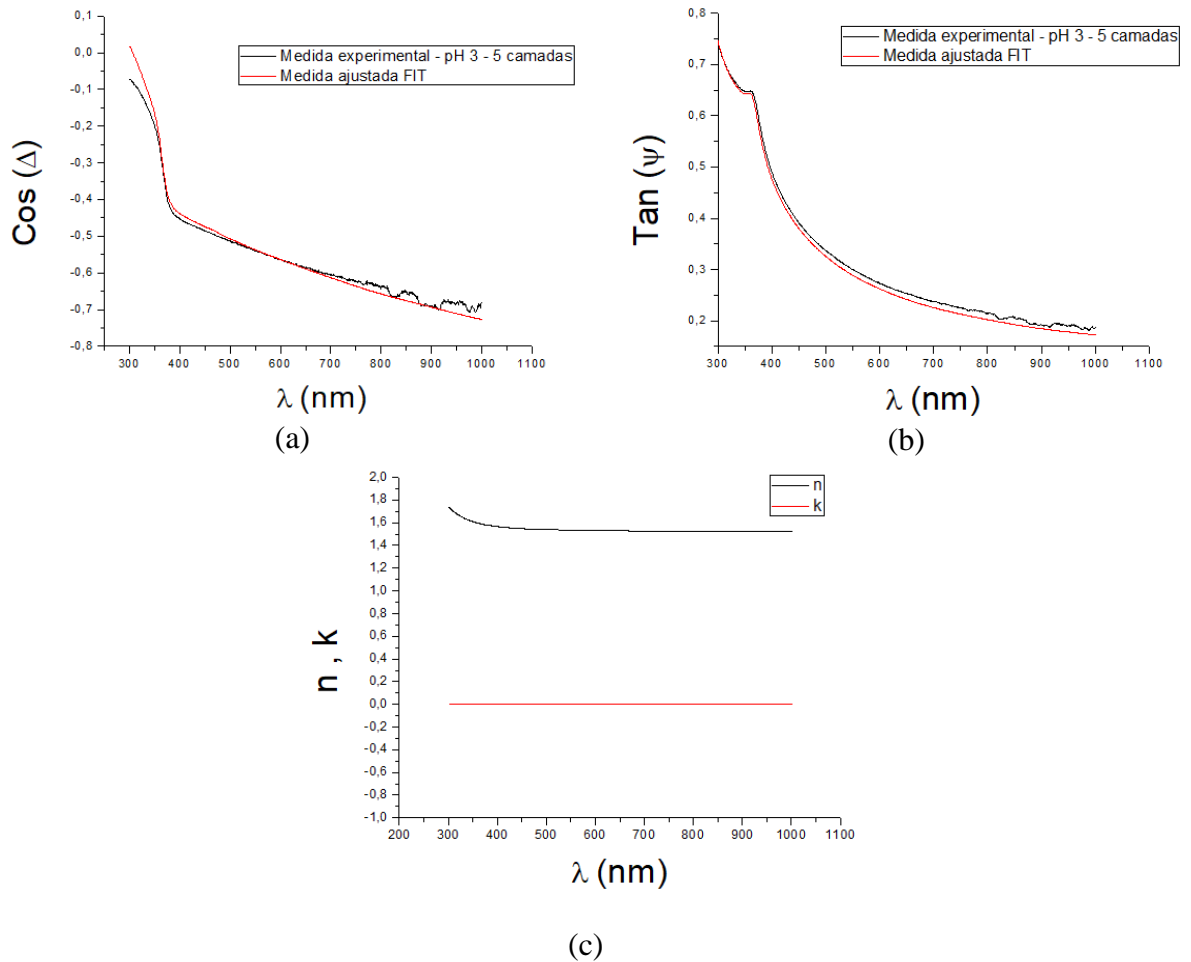 0,1
0,0
-0,1
-0,2
-0,3
-0,4
-0,5
-0,6
-0,7
-0,8
Cos (Δ)
Medida experimental - pH 3 - 5 camadas
Medida ajustada FIT
300 400 500 600 700 800 900 1000 1100
λ (nm)
(a)
0,8
0,7
0,6
0,5
0,4
0,3
0,2
Tan (ψ)
Medida experimental - pH 3 - 5 camadas
Medida ajustada FIT
300 400 500 600 700 800 900 1000 1100
λ (nm)
(b)
2,0
1,8
1,6
1,4
1,2
1,0
0,8
0,6
0,4
0,2
0,0
-0,2
-0,4
-0,6
-0,8
-1,0
n , k
n
k
200 300 400 500 600 700 800 900 1000 1100
λ (nm)
(c)